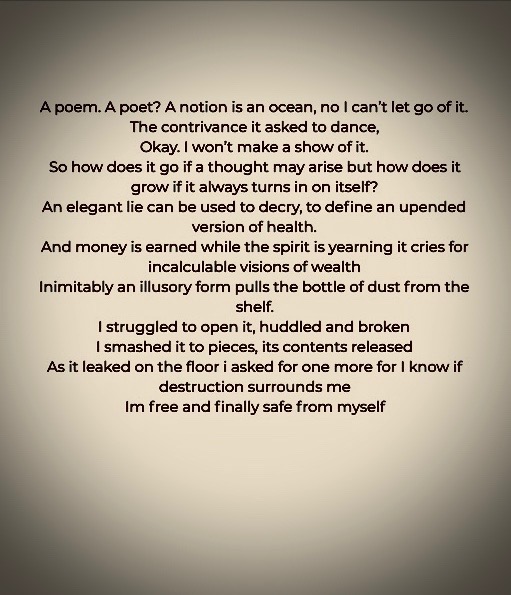 A poem. A poet? A notion is an ocean, no I can't let go of it.
The contrivance it asked to dance,
Okay. I won't make a show of it.
So how does it go if a thought may arise but how does it
grow if it always turns in on itself?
An elegant lie can be used to decry, to define an upended
version of health.
And money is earned while the spirit is yearning it cries for
incalculable visions of wealth
Inimitably an illusory form pulls the bottle of dust from the
shelf.
I struggled to open it, huddled and broken
I smashed it to pieces, its contents released
As it leaked on the floor i asked for one more for I know if
destruction surrounds me
Im free and finally safe from myself